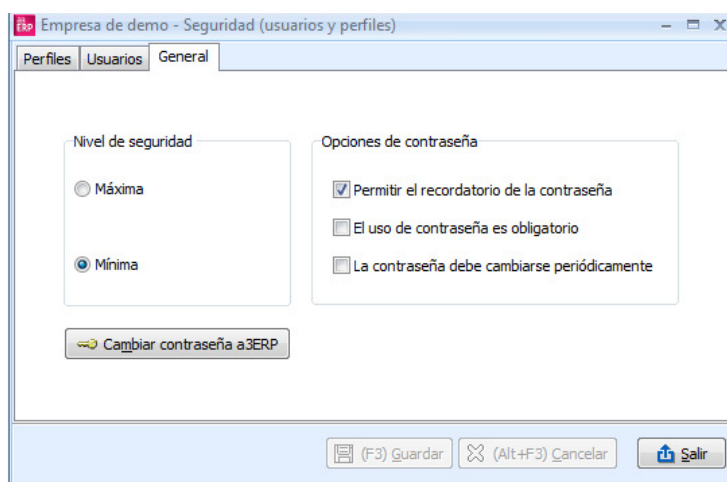 ERP Empresa de demo - Seguridad (usuarios y perfiles)
Perfiles Usuarios General
Nivel de seguridad
Máxima
Mínima
Opciones de contraseña
Permitir el recordatorio de la contraseña
El uso de contraseña es obligatorio
La contraseña debe cambiarse periódicamente
Cambiar contraseña a3ERP
(F3) Guardar (Alt+F3) Cancelar Salir